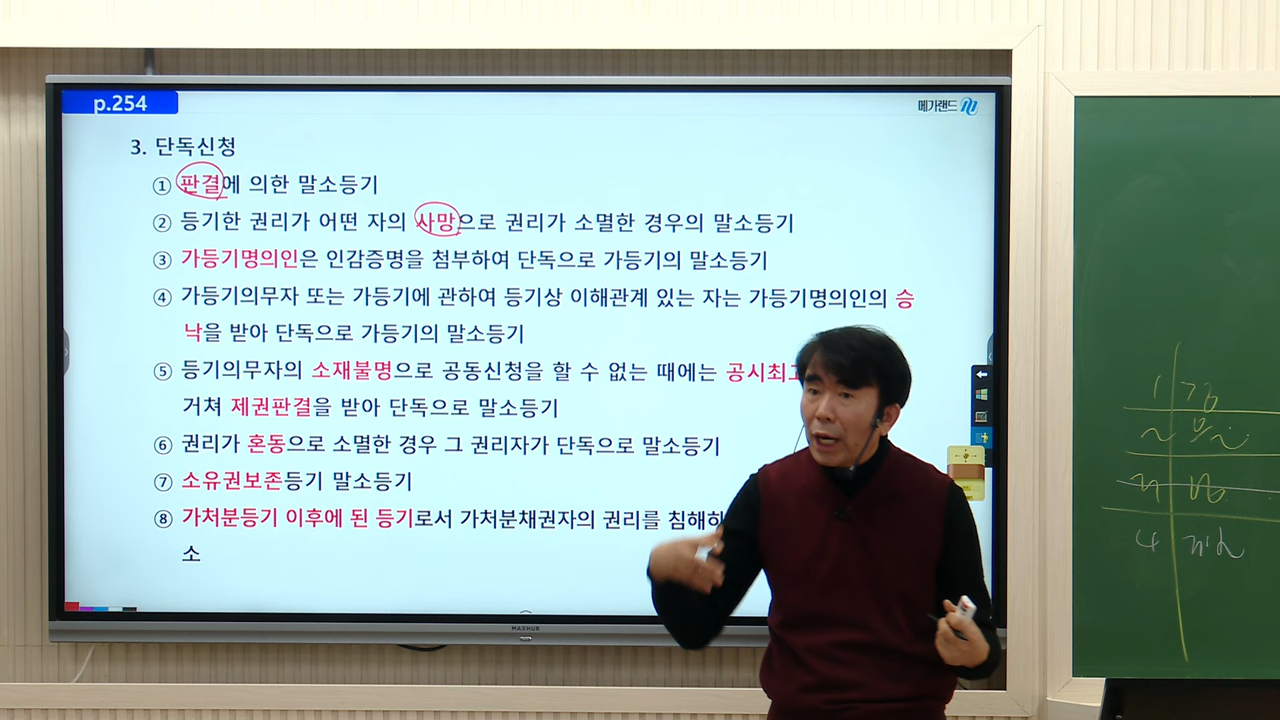 p.254
메가랜드
3. 단독신청
① 판결에 의한 말소등기
② 등기한 권리가 어떤 자의 사망으로 권리가 소멸한 경우의 말소등기
③ 가등기명의인은 인감증명을 첨부하여 단독으로 가등기의 말소등기
④ 가등기의무자 또는 가등기에 관하여 등기상 이해관계 있는 자는 가등기명의인의 승
낙을 받아 단독으로 가등기의 말소등기
⑤ 등기의무자의 소재불명으로 공동신청을 할 수 없는 때에는 공시최고
거쳐 제권판결을 받아 단독으로 말소등기
⑥ 권리가 혼동으로 소멸한 경우 그 권리자가 단독으로 말소등기
⑦ 소유권보존등기 말소등기
⑧ 가처분등기 이후에 된 등기로서 가처분채권자의 권리를 침해하
소
MAXHUB
1
4